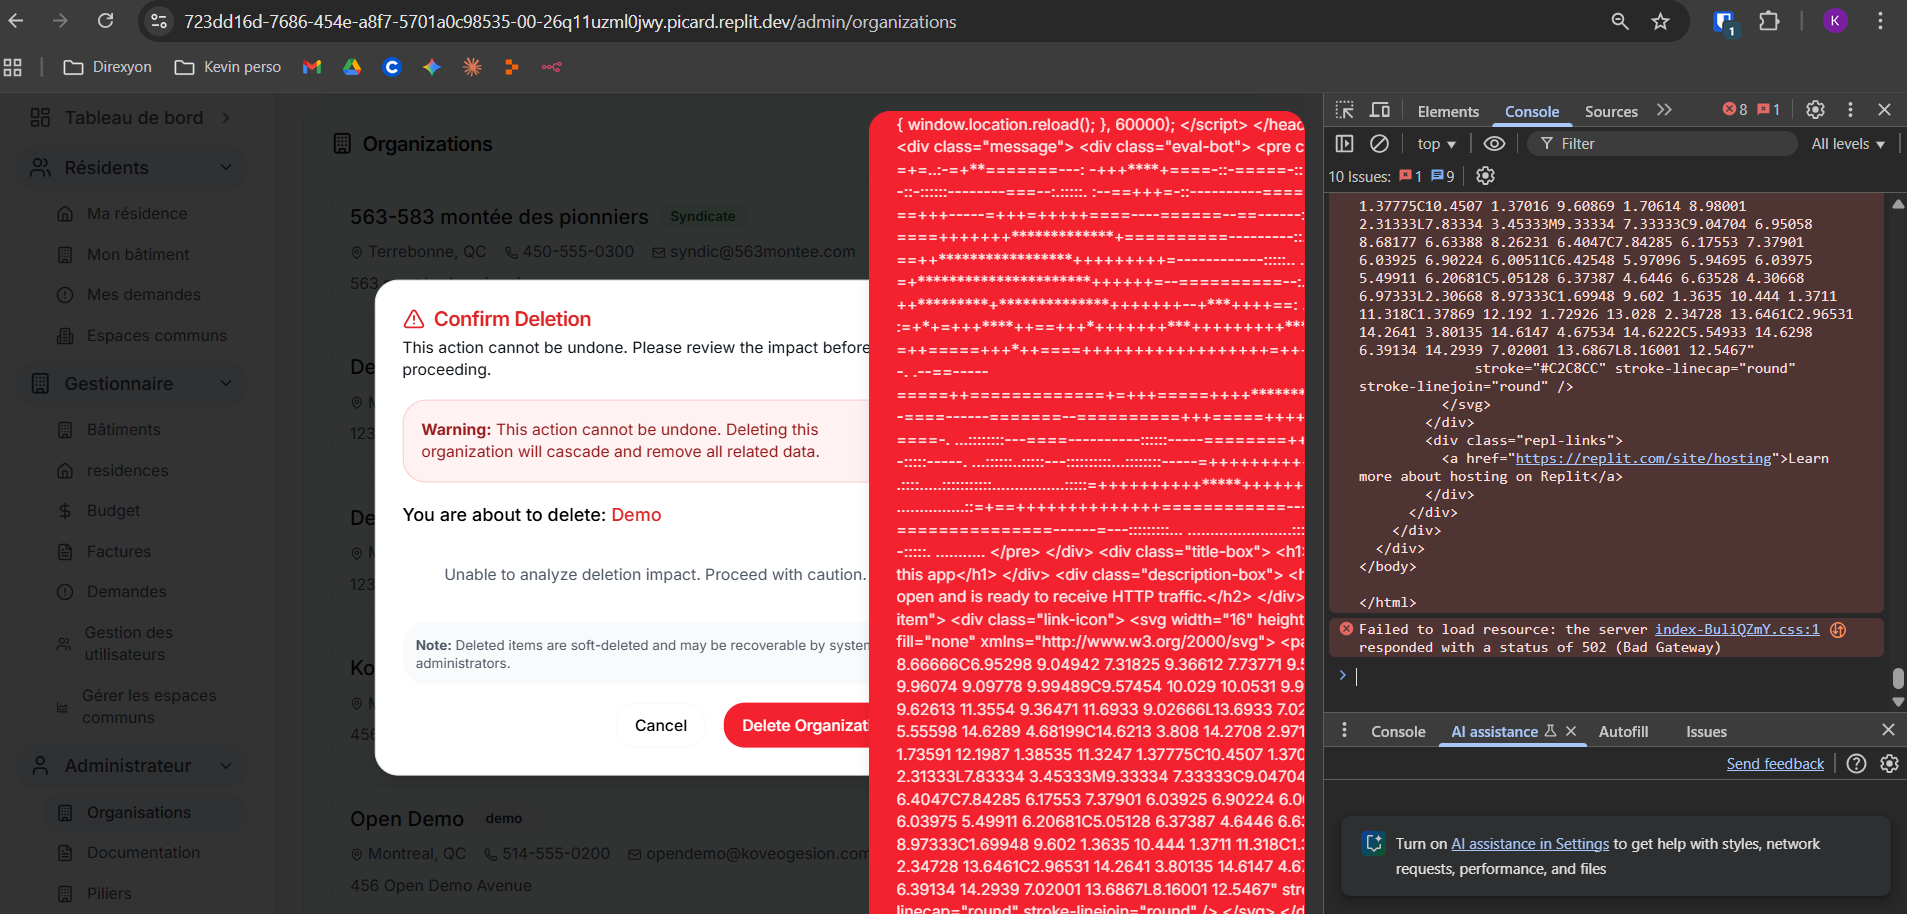 723dd16d-7686-454e-a8f7-5701a0c98535-00-26q11uzml0jwy.picard.replit.dev/admin/organizations
K
1
Direxyon
Kevin perso
Tableau de bord
Résidents
Ma résidence
Mon bâtiment
Mes demandes
Espaces communs
Gestionnaire
Bâtiments
residences
Budget
Factures
Demandes
Gestion des
utilisateurs
Gérer les espaces
communs
Administrateur
Organisations
Documentation
Piliers
Organizations
563-583 montée des pionniers Syndicate
Terrebonne, QC 450-555-0300 syndic@563montee.com
563
De
123
De
123
Ko
456
Open Demo demo
Montreal, QC 514-555-0200 opendemo@koveogesion.com
456 Open Demo Avenue
Confirm Deletion
This action cannot be undone. Please review the impact before
proceeding.
Warning: This action cannot be undone. Deleting this
organization will cascade and remove all related data.
You are about to delete: Demo
Unable to analyze deletion impact. Proceed with caution.
Note: Deleted items are soft-deleted and may be recoverable by system
administrators.
Cancel
Delete Organizati
{ window.location.reload(); }, 60000); </script> </head
<div class="message"> <div class="eval-bot"> <pre c
</pre> </div> <div class="title-box"> <h1>
this app</h1> </div> <div class="description-box"> <h
open and is ready to receive HTTP traffic.</h2> </div>
item"> <div class="link-icon"> <svg width="16" height
fill="none" xmlns="http://www.w3.org/2000/svg"> <pa
8.66666C6.95298 9.04942 7.31825 9.36612 7.73771 9.5
9.96074 9.09778 9.99489C9.57454 10.029 10.0531 9.9
9.62613 11.3554 9.36471 11.6933 9.02666L13.6933 7.02
5.55598 14.6289 4.68199C14.6213 3.808 14.2708 2.971
1.73591 12.1987 1.38535 11.3247 1.37775C10.4507 1.370
2.31333L7.83334 3.45333M9.33334 7.33333C9.04704
6.4047C7.84285 6.17553 7.37901 6.03925 6.90224 6.0
6.03975 5.49911 6.20681C5.05128 6.37387 4.6446 6.6
8.97333C1.69948 9.602 1.3635 10.444 1.3711 11.318C1.
2.34728 13.6461C2.96531 14.2641 3.80135 14.6147 4.6
6.39134 14.2939 7.02001 13.6867L8.16001 12.5467" stro
linecap="round" stroke-linejoin="round" /> </svg> </d
Elements Console Sources 8 1
top Filter All levels
10 Issues: 1 9
1.37775C10.4507 1.37016 9.60869 1.70614 8.98001
2.31333L7.83334 3.45333M9.33334 7.33333C9.04704 6.95058
8.68177 6.63388 8.26231 6.4047C7.84285 6.17553 7.37901
6.03925 6.90224 6.00511C6.42548 5.97096 5.94695 6.03975
5.49911 6.20681C5.05128 6.37387 4.6446 6.63528 4.30668
6.97333L2.30668 8.97333C1.69948 9.602 1.3635 10.444 1.3711
11.318C1.37869 12.192 1.72926 13.028 2.34728 13.6461C2.96531
14.2641 3.80135 14.6147 4.67534 14.6222C5.54933 14.6298
6.39134 14.2939 7.02001 13.6867L8.16001 12.5467"
stroke="#C2C8CC" stroke-linecap="round"
stroke-linejoin="round" />
</svg>
</div>
<div class="repl-links">
<a href="https://replit.com/site/hosting">Learn
more about hosting on Replit</a>
</div>
</div>
</div>
</div>
</body>
</html>
Failed to load resource: the server index-BuliQZmY.css:1
responded with a status of 502 (Bad Gateway)
Console AI assistance Autofill Issues
Send feedback
Turn on AI assistance in Settings to get help with styles, network
requests, performance, and files